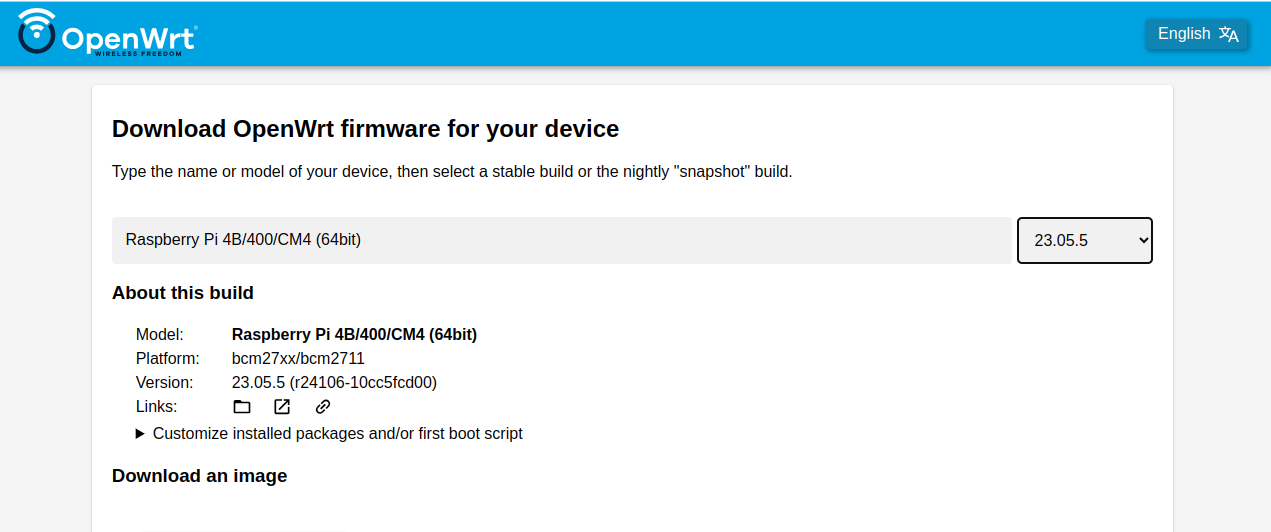 OpenWrt
WIRELESS FREEDOM
English
Download OpenWrt firmware for your device
Type the name or model of your device, then select a stable build or the nightly "snapshot" build.
Raspberry Pi 4B/400/CM4 (64bit)
23.05.5
About this build
Model: Raspberry Pi 4B/400/CM4 (64bit)
Platform: bcm27xx/bcm2711
Version: 23.05.5 (r24106-10cc5fcd00)
Links:
Customize installed packages and/or first boot script
Download an image